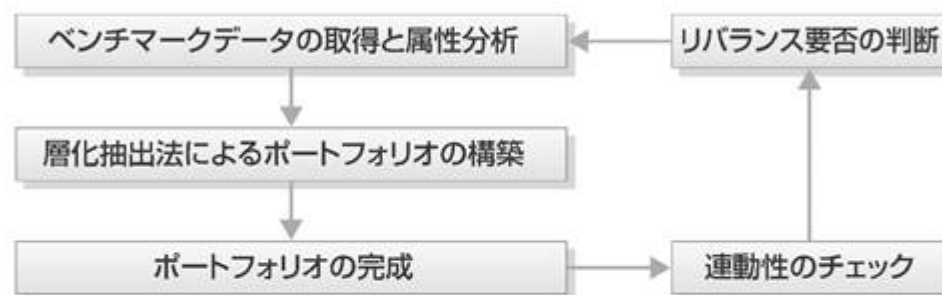 ベンチマークデータの取得と属性分析
リバランス要否の判断
層化抽出法によるポートフォリオの構築
ポートフォリオの完成
連動性のチェック